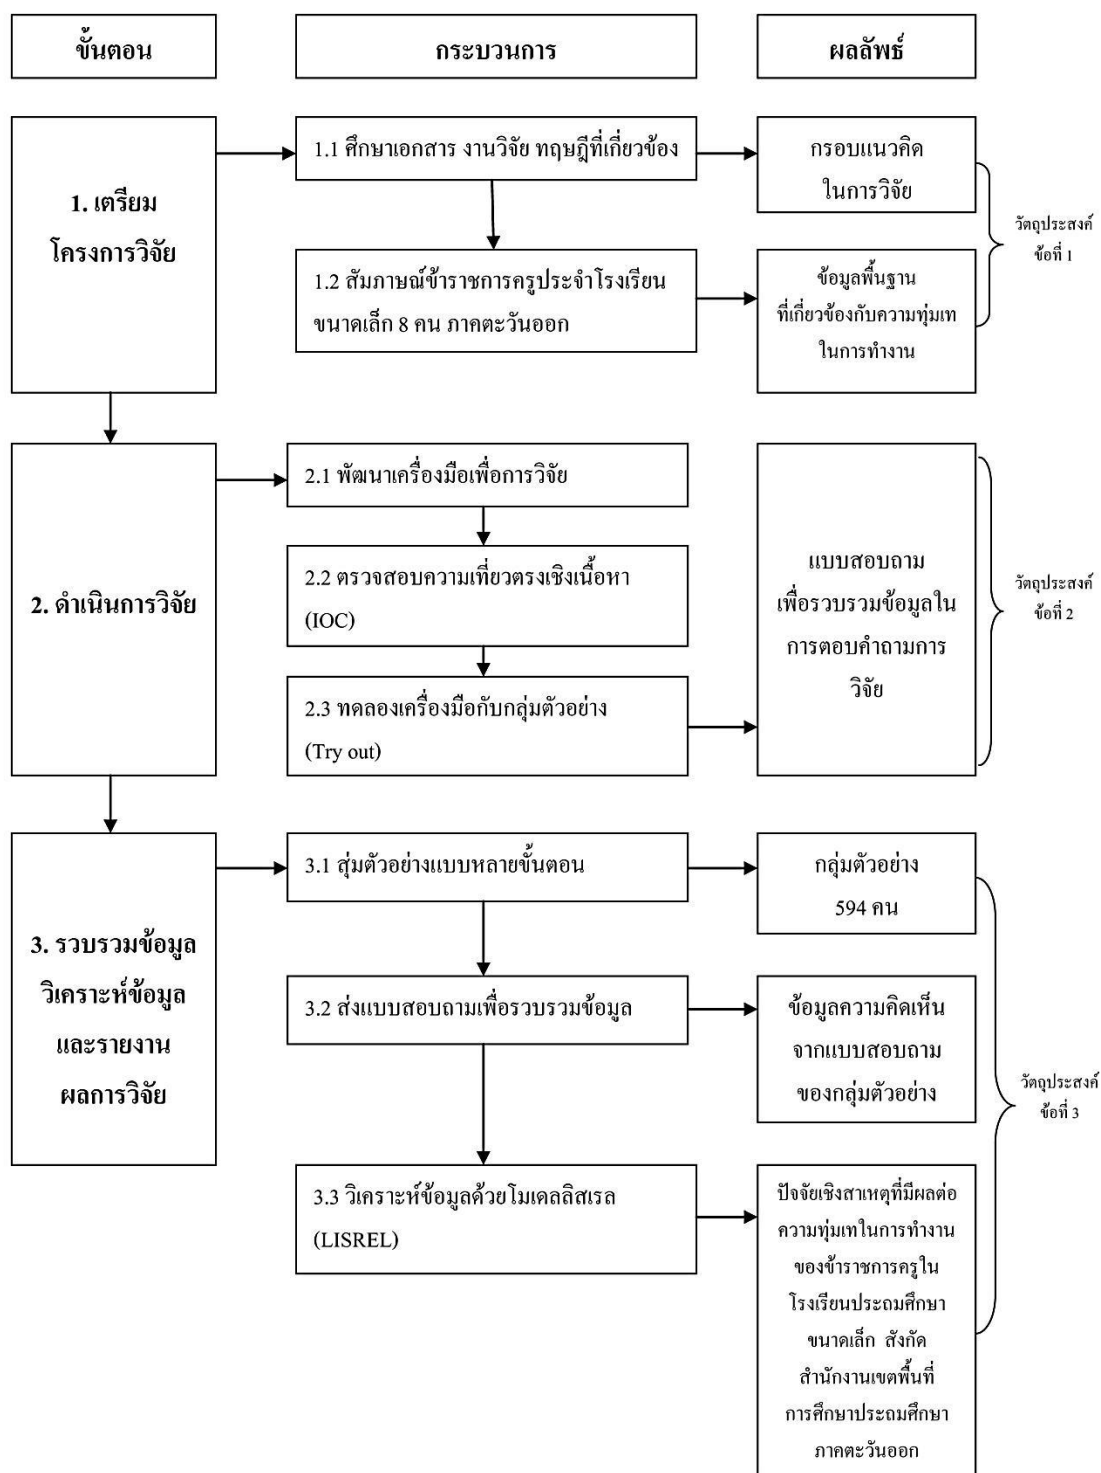 ขั้นตอน
กระบวนการ
ผลลัพธ์
1. เตรียม
โครงการวิจัย
1.1 ศึกษาเอกสาร งานวิจัย ทฤษฎีที่เกี่ยวข้อง
กรอบแนวคิด
ในการวิจัย
1.2 สัมภาษณ์ข้าราชการครูประจำโรงเรียน
ขนาดเล็ก 8 คน ภาคตะวันออก
ข้อมูลพื้นฐาน
ที่เกี่ยวข้องกับความทุ่มเท
ในการทำงาน
วัตถุประสงค์
ข้อที่ 1
2. ดำเนินการวิจัย
2.1 พัฒนาเครื่องมือเพื่อการวิจัย
2.2 ตรวจสอบความเที่ยวตรงเชิงเนื้อหา
(IOC)
2.3 ทดลองเครื่องมือกับกลุ่มตัวอย่าง
(Try out)
แบบสอบถาม
เพื่อรวบรวมข้อมูลใน
การตอบคำถามการ
วิจัย
วัตถุประสงค์
ข้อที่ 2
3. รวบรวมข้อมูล
วิเคราะห์ข้อมูล
และรายงาน
ผลการวิจัย
3.1 สุ่มตัวอย่างแบบหลายขั้นตอน
กลุ่มตัวอย่าง
594 คน
3.2 ส่งแบบสอบถามเพื่อรวบรวมข้อมูล
ข้อมูลความคิดเห็น
จากแบบสอบถาม
ของกลุ่มตัวอย่าง
3.3 วิเคราะห์ข้อมูลด้วยโมเดลลิสเรล
(LISREL)
ปัจจัยเชิงสาเหตุที่มีผลต่อ
ความทุ่มเทในการทำงาน
ของข้าราชการครูใน
โรงเรียนประถมศึกษา
ขนาดเล็ก สังกัด
สำนักงานเขตพื้นที่
การศึกษาประถมศึกษา
ภาคตะวันออก
วัตถุประสงค์
ข้อที่ 3